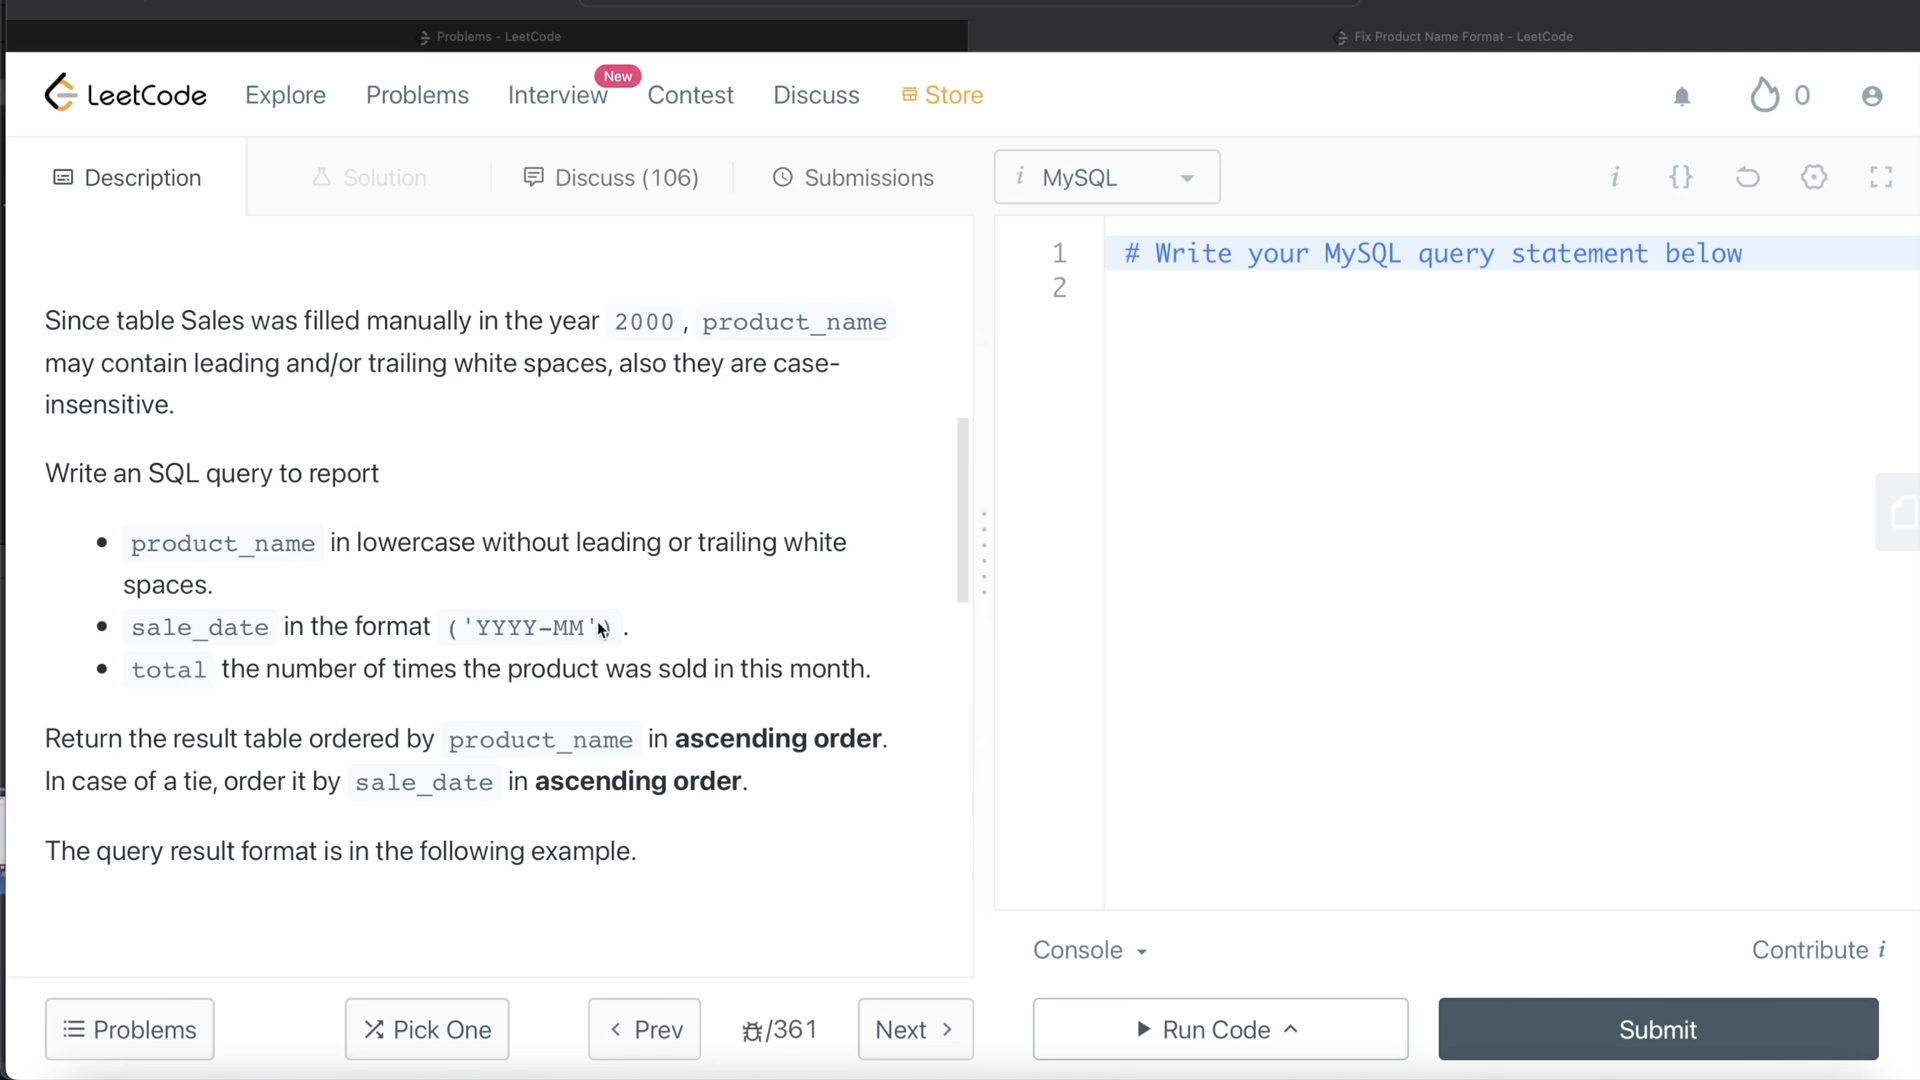 Problems - LeetCode
Fix Product Name Format - LeetCode
LeetCode
Explore
Problems
Interview
New
Contest
Discuss
Store
0
Description
Solution
Discuss (106)
Submissions
i
MySQL
i
{}
Since table Sales was filled manually in the year 2000, product_name
may contain leading and/or trailing white spaces, also they are case-
insensitive.
Write an SQL query to report
• product_name in lowercase without leading or trailing white
spaces.
• sale_date in the format ('YYYY-MM').
• total the number of times the product was sold in this month.
Return the result table ordered by product_name in ascending order.
In case of a tie, order it by sale_date in ascending order.
The query result format is in the following example.
1 # Write your MySQL query statement below
2
Console
Contribute i
Problems
Pick One
Prev
/361
Next
Run Code
Submit